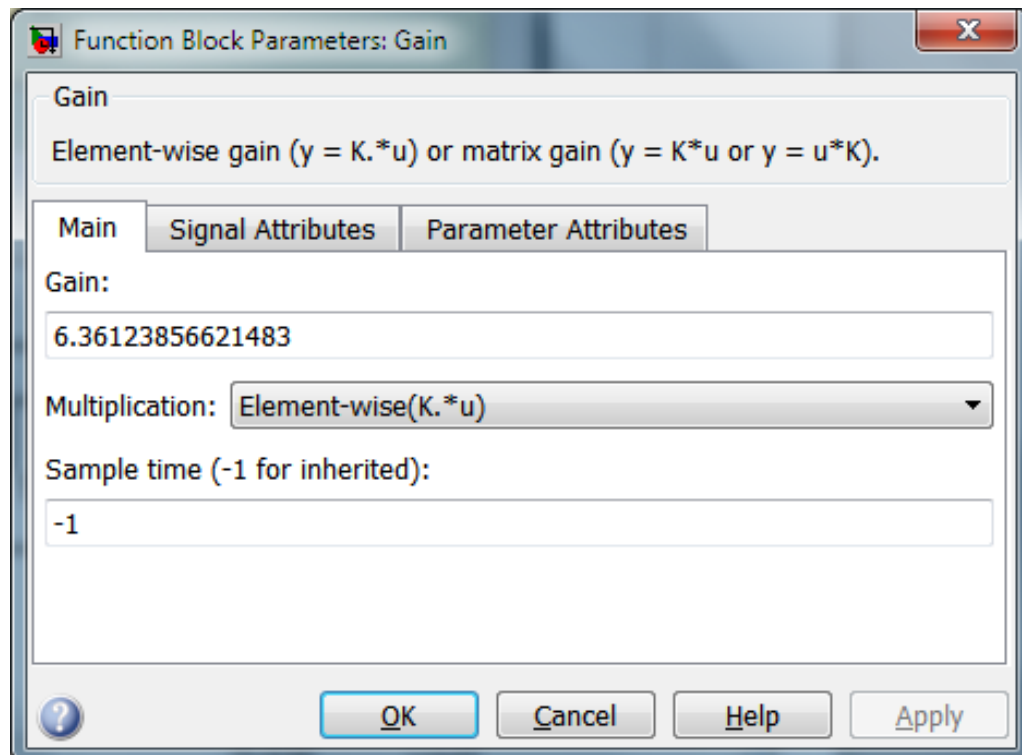 Function Block Parameters: Gain
Gain
Element-wise gain (y = K.*u) or matrix gain (y = K*u or y = u*K).
Main Signal Attributes Parameter Attributes
Gain:
6.36123856621483
Multiplication: Element-wise(K.*u)
Sample time (-1 for inherited):
-1
? OK Cancel Help Apply